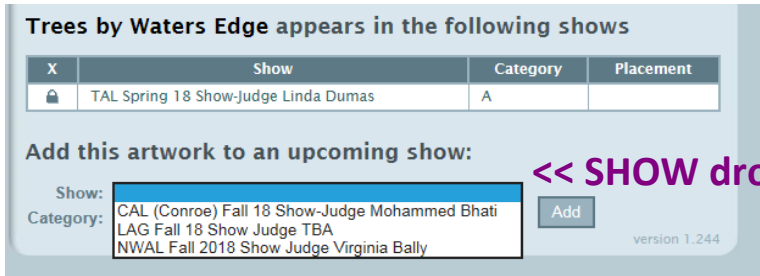 Trees by Waters Edge appears in the following shows
X Show Category Placement
TAL Spring 18 Show-Judge Linda Dumas A
Add this artwork to an upcoming show:
<< SHOW dro
Show:
Category:
CAL (Conroe) Fall 18 Show-Judge Mohammed Bhati
LAG Fall 18 Show Judge TBA
NWAL Fall 2018 Show Judge Virginia Bally
Add
version 1.244